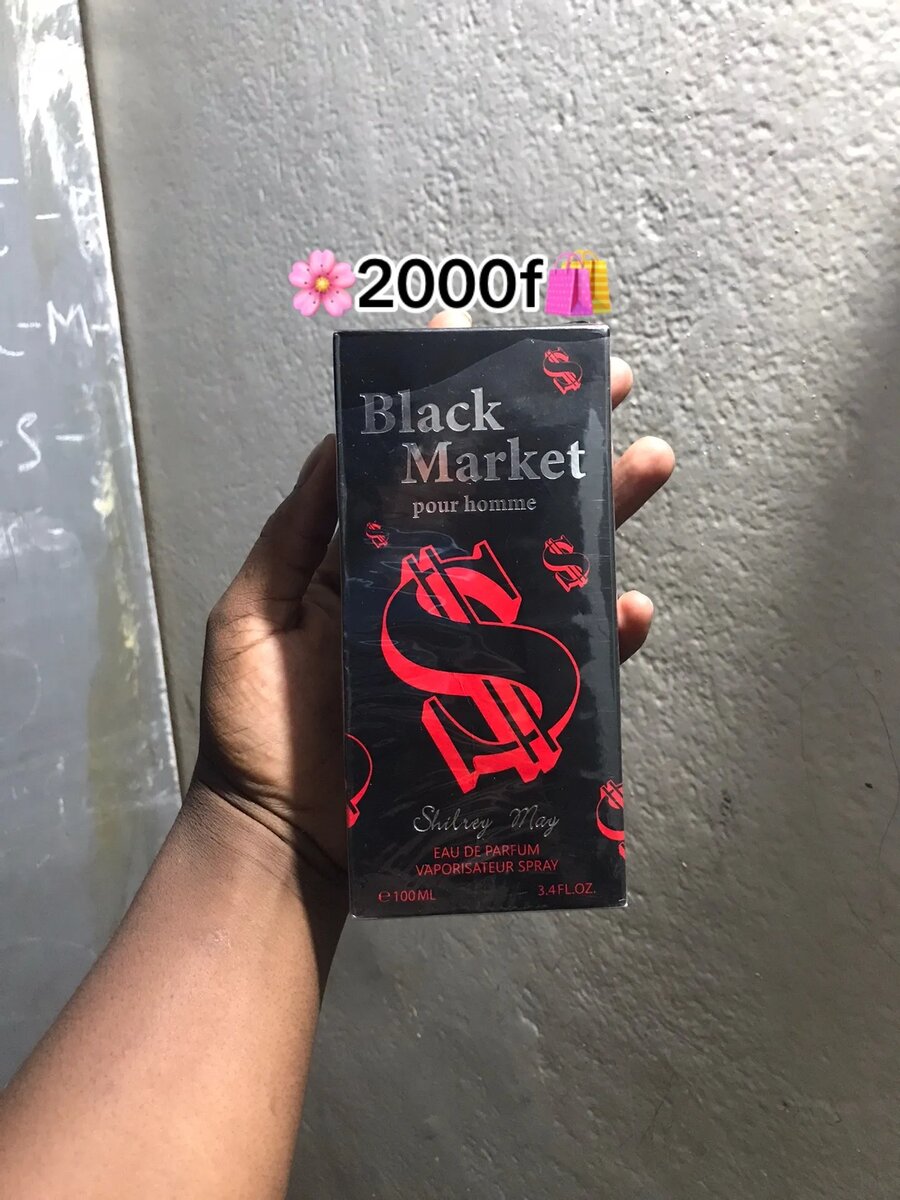 🌸2000f🛍️
Black
Market
pour homme
Shilrey May
EAU DE PARFUM
VAPORISATEUR SPRAY
℮100ML 3.4FL.OZ.
-M-
-S-